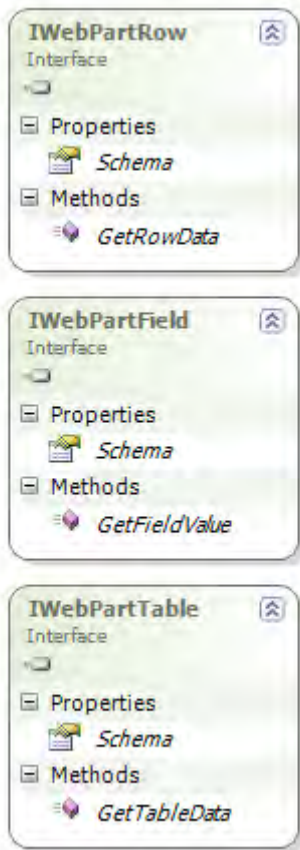 IWebPartRow
Interface
Properties
Schema
Methods
GetRowData
IWebPartField
Interface
Properties
Schema
Methods
GetFieldValue
IWebPartTable
Interface
Properties
Schema
Methods
GetTableData